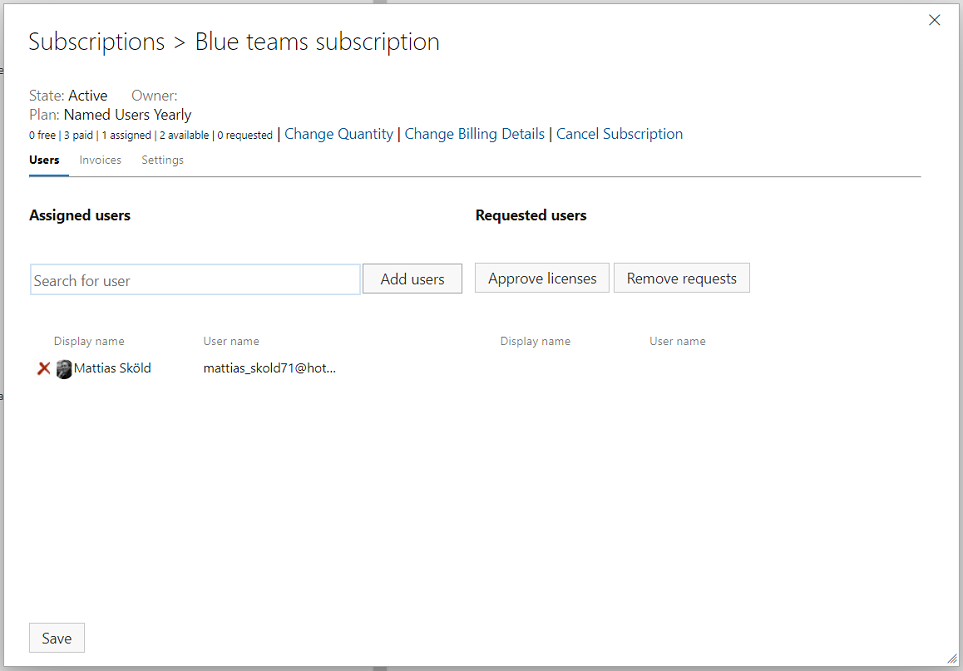 Subscriptions > Blue teams subscription
State: Active Owner:
Plan: Named Users Yearly
0 free | 3 paid | 1 assigned | 2 available | 0 requested | Change Quantity | Change Billing Details | Cancel Subscription
Users Invoices Settings
Assigned users Requested users
Search for user Add users Approve licenses Remove requests
Display name User name Display name User name
Mattias Sköld mattias_skold71@hot...
Save